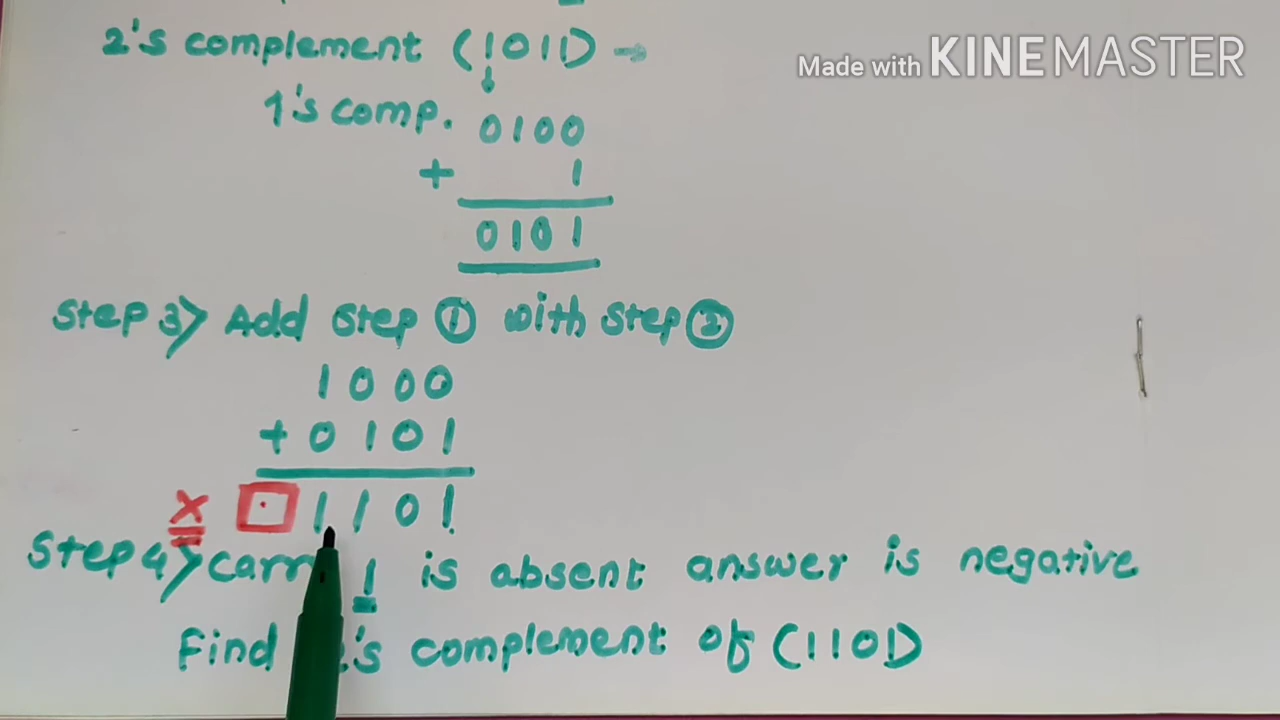 2's complement (1011) →
Made with KINEMASTER
1's comp. 0100
+ 1
0101
Step 3> Add Step ① with Step ②
1000
+ 0101
x 1101
Step 4> 1 is absent answer is negative
Find complement of (1101)